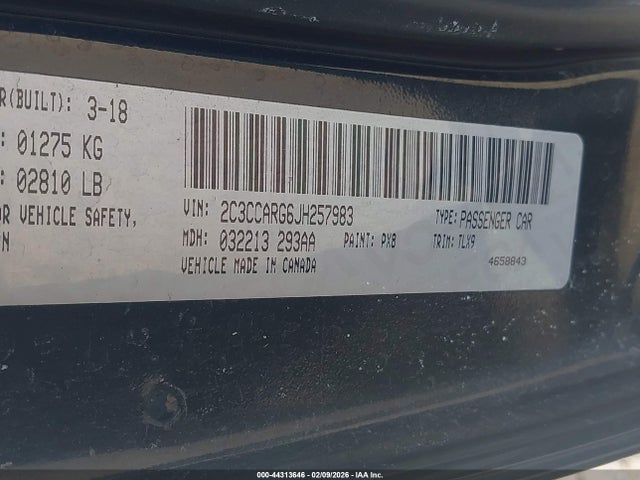 R(BUILT): 3-18
: 01275 KG
: 02810 LB
OR VEHICLE SAFETY,
N
VIN: 2C3CCARG6JH257983 TYPE: PASSENGER CAR
MDH: 032213 293AA PAINT: PX8 TRIM: TLX9
VEHICLE MADE IN CANADA 4658843
000-44313646 - 02/09/2026 - IAA Inc.